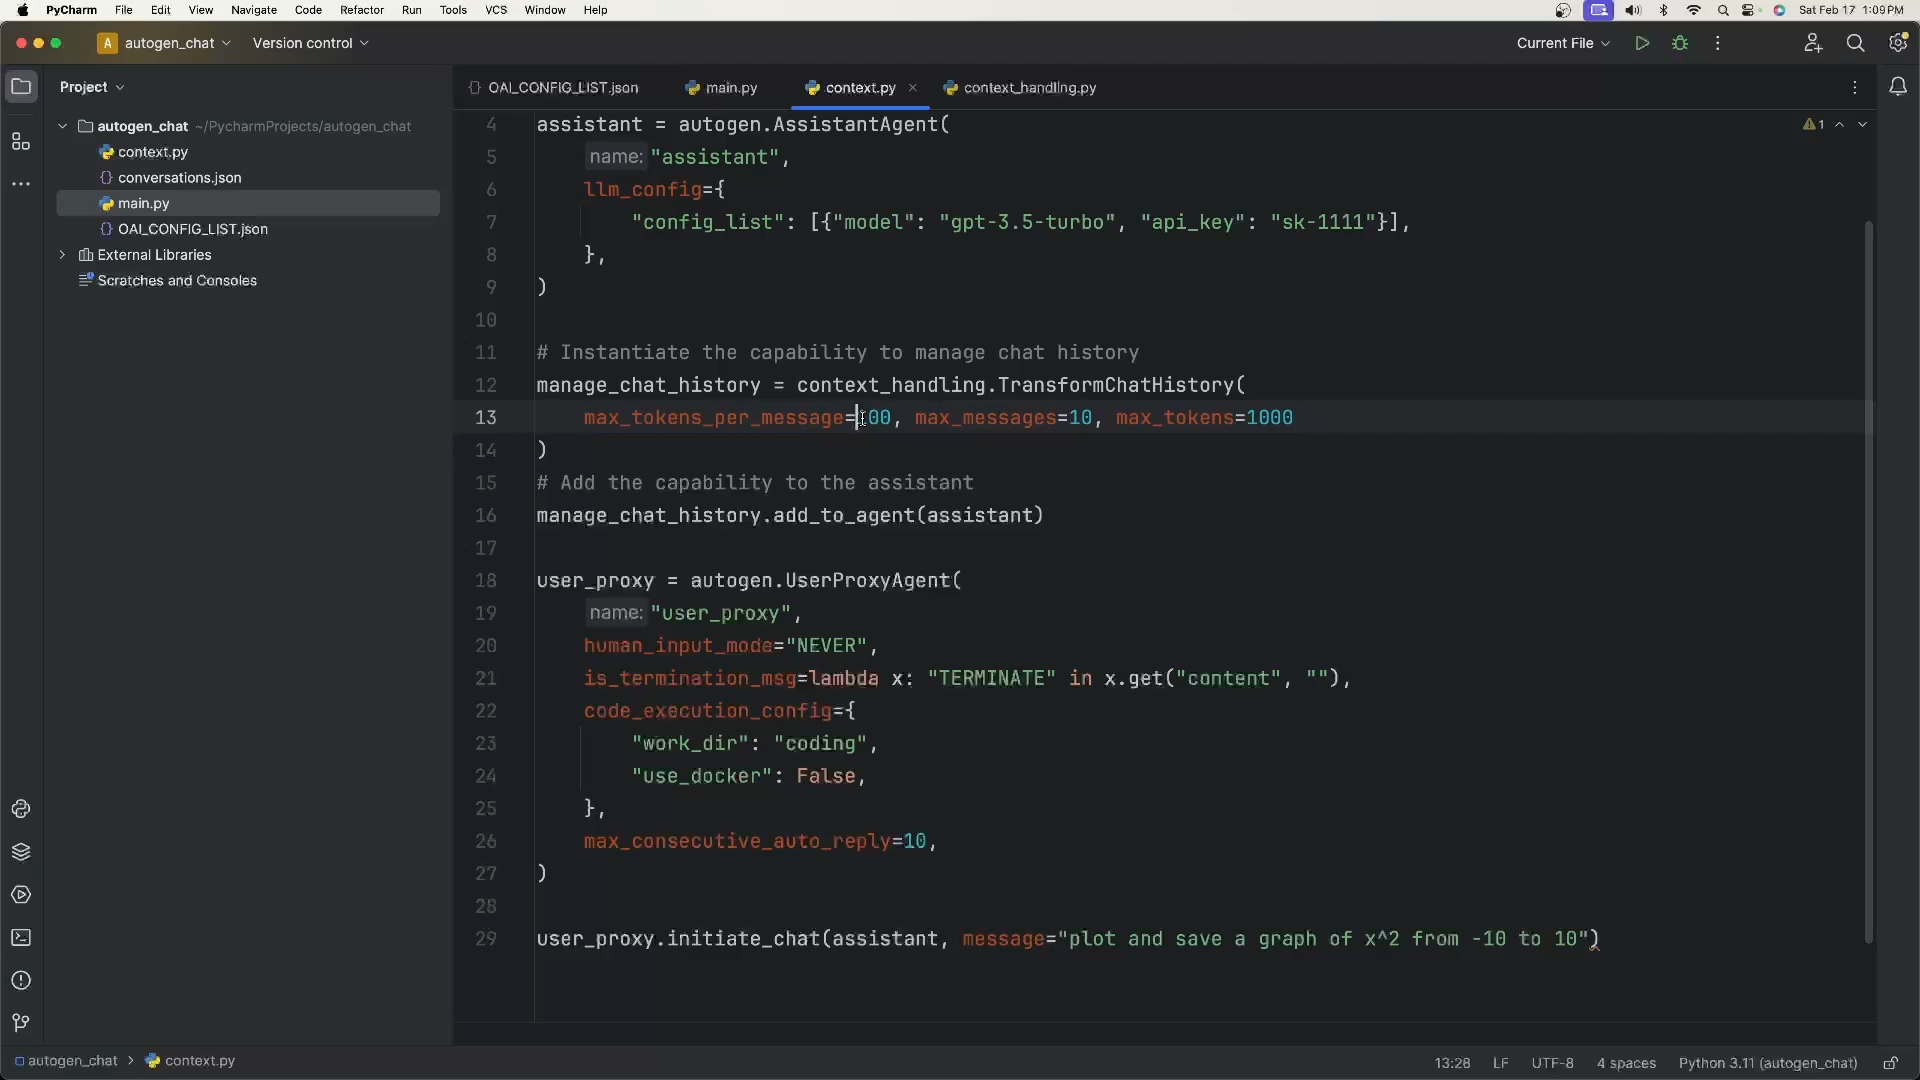 PyCharm File Edit View Navigate Code Refactor Run Tools VCS Window Help Sat Feb 17 1:09 PM
A autogen_chat Version control Current File
Project OAI_CONFIG_LIST.json main.py context.py context_handling.py
autogen_chat ~/PycharmProjects/autogen_chat
context.py
conversations.json
main.py
OAI_CONFIG_LIST.json
External Libraries
Scratches and Consoles
1
4 assistant = autogen.AssistantAgent(
5 name: "assistant",
6 llm_config={
7 "config_list": [{"model": "gpt-3.5-turbo", "api_key": "sk-1111"}],
8 },
9 )
10
11 # Instantiate the capability to manage chat history
12 manage_chat_history = context_handling.TransformChatHistory(
13 max_tokens_per_message=100, max_messages=10, max_tokens=1000
14 )
15 # Add the capability to the assistant
16 manage_chat_history.add_to_agent(assistant)
17
18 user_proxy = autogen.UserProxyAgent(
19 name: "user_proxy",
20 human_input_mode="NEVER",
21 is_termination_msg=lambda x: "TERMINATE" in x.get("content", ""),
22 code_execution_config={
23 "work_dir": "coding",
24 "use_docker": False,
25 },
26 max_consecutive_auto_reply=10,
27 )
28
29 user_proxy.initiate_chat(assistant, message="plot and save a graph of x^2 from -10 to 10")
autogen_chat > context.py 13:28 LF UTF-8 4 spaces Python 3.11 (autogen_chat)